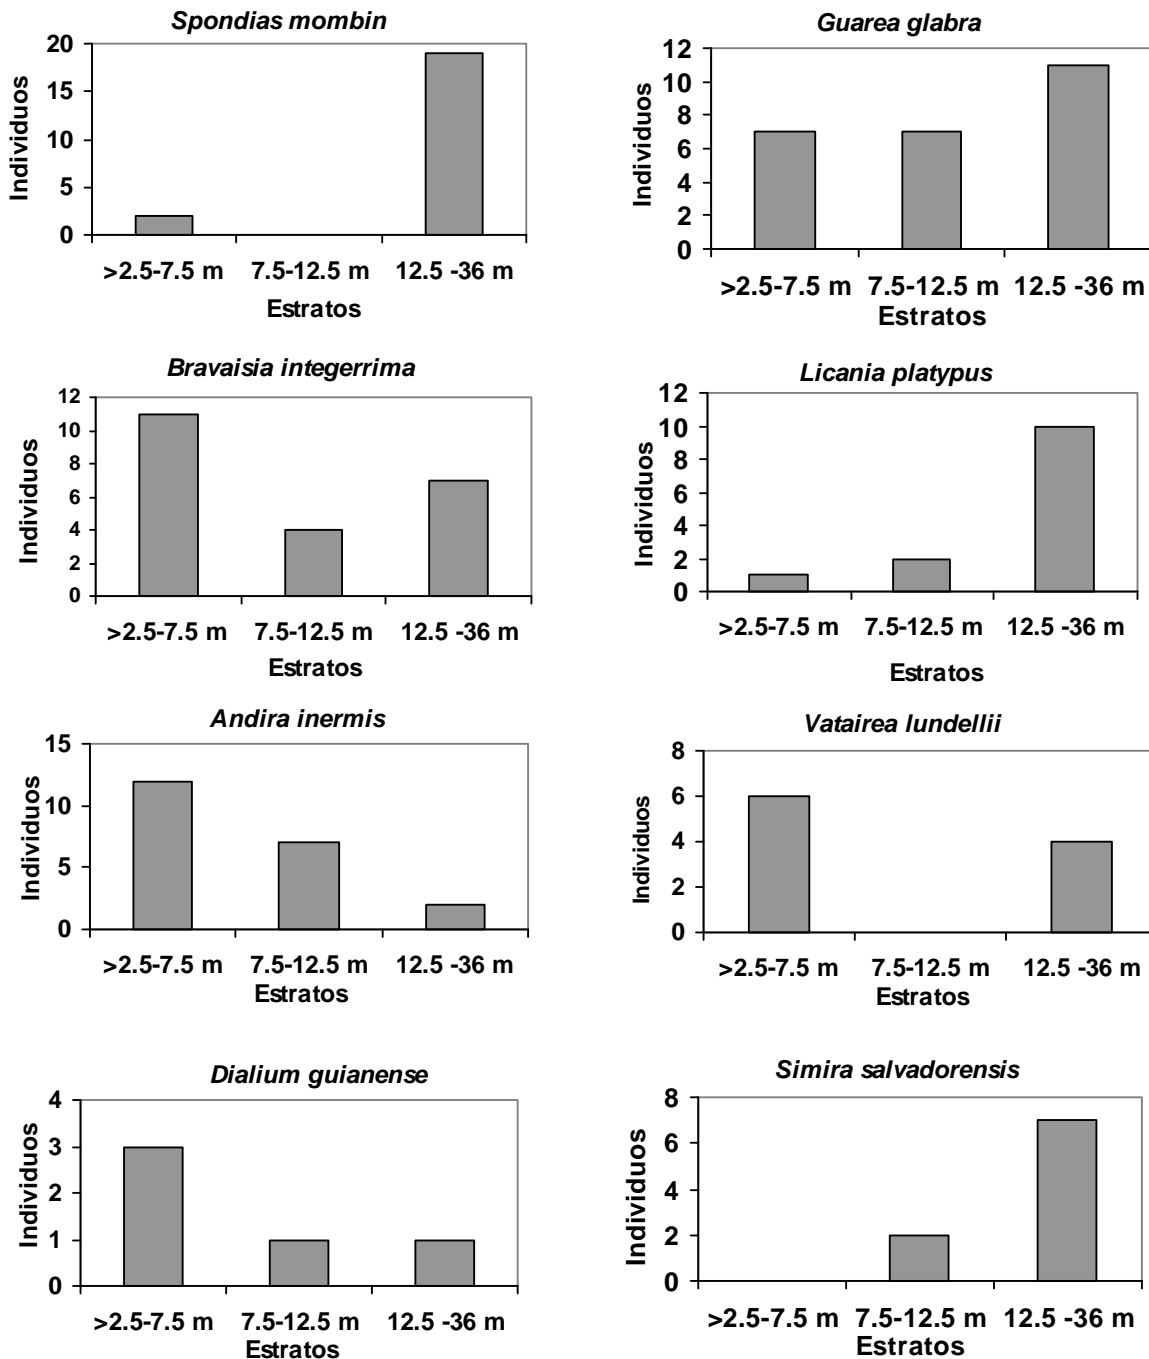 Spondias mombin
20
15
10
5
0
Individuos
>2.5-7.5 m 7.5-12.5 m 12.5 -36 m
Estratos
Guarea glabra
12
10
8
6
4
2
0
Individuos
>2.5-7.5 m 7.5-12.5 m 12.5 -36 m
Estratos
Bravaisia integerrima
12
10
8
6
4
2
0
Individuos
>2.5-7.5 m 7.5-12.5 m 12.5 -36 m
Estratos
Licania platypus
12
10
8
6
4
2
0
Individuos
>2.5-7.5 m 7.5-12.5 m 12.5 -36 m
Estratos
Andira inermis
15
10
5
0
Individuos
>2.5-7.5 m 7.5-12.5 m 12.5 -36 m
Estratos
Vatairea lundellii
8
6
4
2
0
Individuos
>2.5-7.5 m 7.5-12.5 m 12.5 -36 m
Estratos
Dialium guianense
4
3
2
1
0
Individuos
>2.5-7.5 m 7.5-12.5 m 12.5 -36 m
Estratos
Simira salvadorensis
8
6
4
2
0
Individuos
>2.5-7.5 m 7.5-12.5 m 12.5 -36 m
Estratos